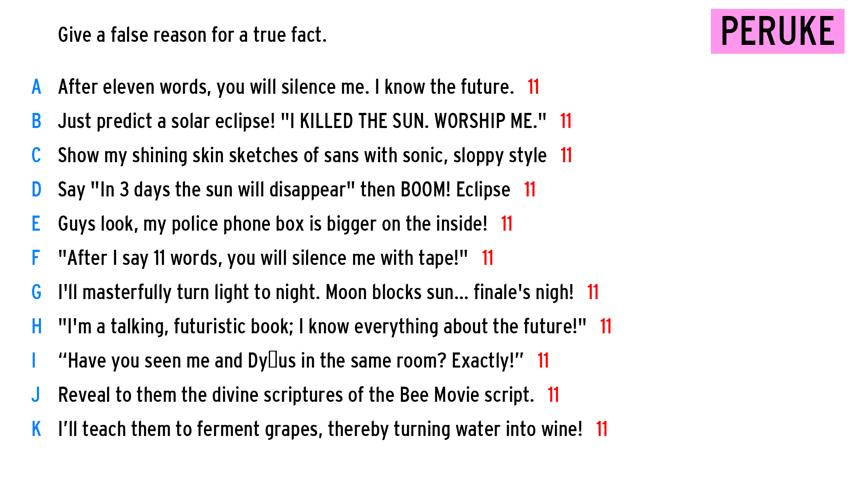 Give a false reason for a true fact.
PERUKE
A After eleven words, you will silence me. I know the future. 11
B Just predict a solar eclipse! "I KILLED THE SUN. WORSHIP ME." 11
C Show my shining skin sketches of sans with sonic, sloppy style 11
D Say "In 3 days the sun will disappear" then BOOM! Eclipse 11
E Guys look, my police phone box is bigger on the inside! 11
F "After I say 11 words, you will silence me with tape!" 11
G I'll masterfully turn light to night. Moon blocks sun... finale's nigh! 11
H "I'm a talking, futuristic book; I know everything about the future!" 11
I “Have you seen me and Dy▯us in the same room? Exactly!” 11
J Reveal to them the divine scriptures of the Bee Movie script. 11
K I’ll teach them to ferment grapes, thereby turning water into wine! 11